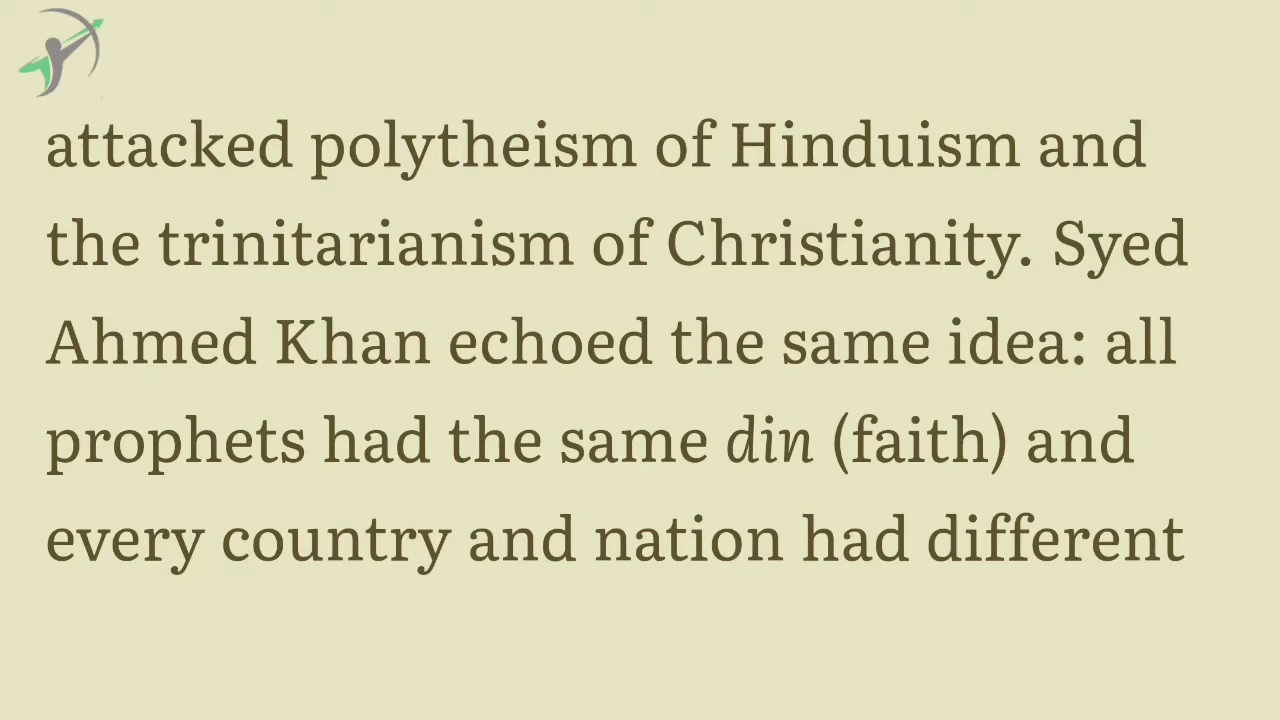 attacked polytheism of Hinduism and
the trinitarianism of Christianity. Syed
Ahmed Khan echoed the same idea: all
prophets had the same din (faith) and
every country and nation had different